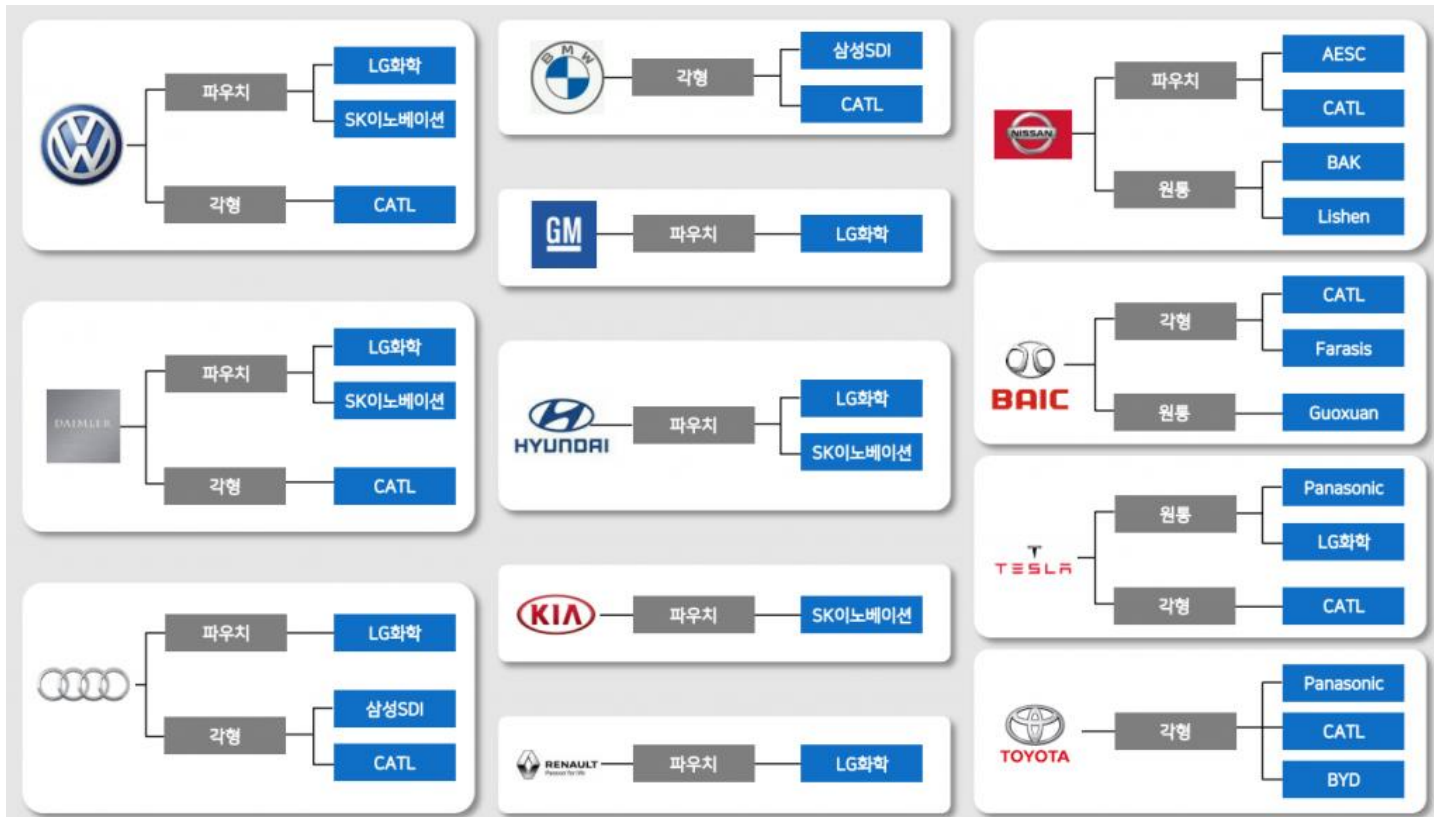 파우치
LG화학
SK이노베이션
각형
CATL
DAIMLER
파우치
LG화학
SK이노베이션
각형
CATL
파우치
LG화학
각형
삼성SDI
CATL
BMW
각형
삼성SDI
CATL
GM
파우치
LG화학
HYUNDAI
파우치
LG화학
SK이노베이션
KIA
파우치
SK이노베이션
RENAULT
Passion for life
파우치
LG화학
NISSAN
파우치
AESC
CATL
원통
BAK
Lishen
BAIC
각형
CATL
Farasis
원통
Guoxuan
TESLA
원통
Panasonic
LG화학
각형
CATL
TOYOTA
각형
Panasonic
CATL
BYD